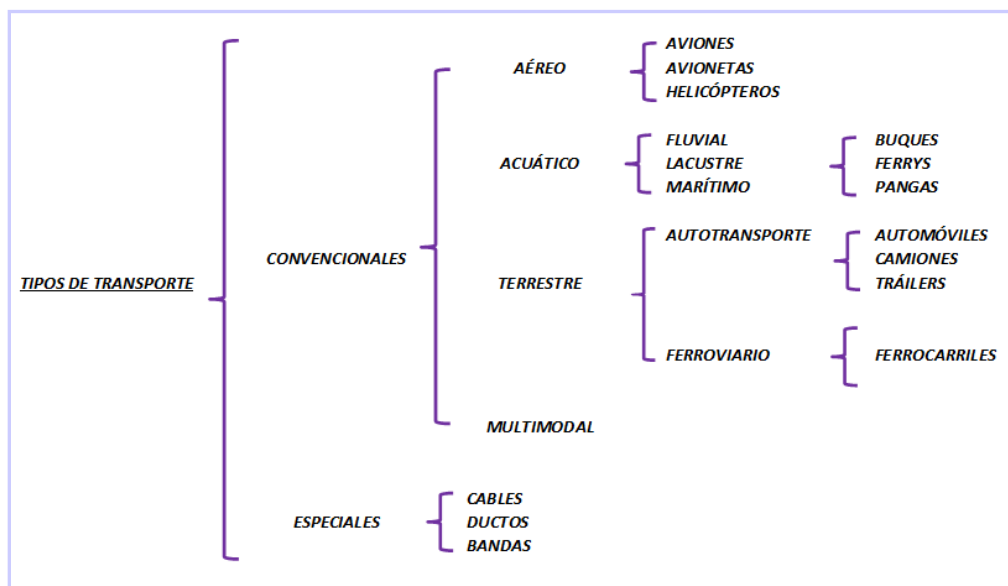 TIPOS DE TRANSPORTE
CONVENCIONALES
AÉREO
AVIONES
AVIONETAS
HELICÓPTEROS
ACUÁTICO
FLUVIAL
LACUSTRE
MARÍTIMO
BUQUES
FERRYS
PANGAS
TERRESTRE
AUTOTRANSPORTE
AUTOMÓVILES
CAMIONES
TRÁILERS
FERROVIARIO
FERROCARRILES
MULTIMODAL
ESPECIALES
CABLES
DUCTOS
BANDAS